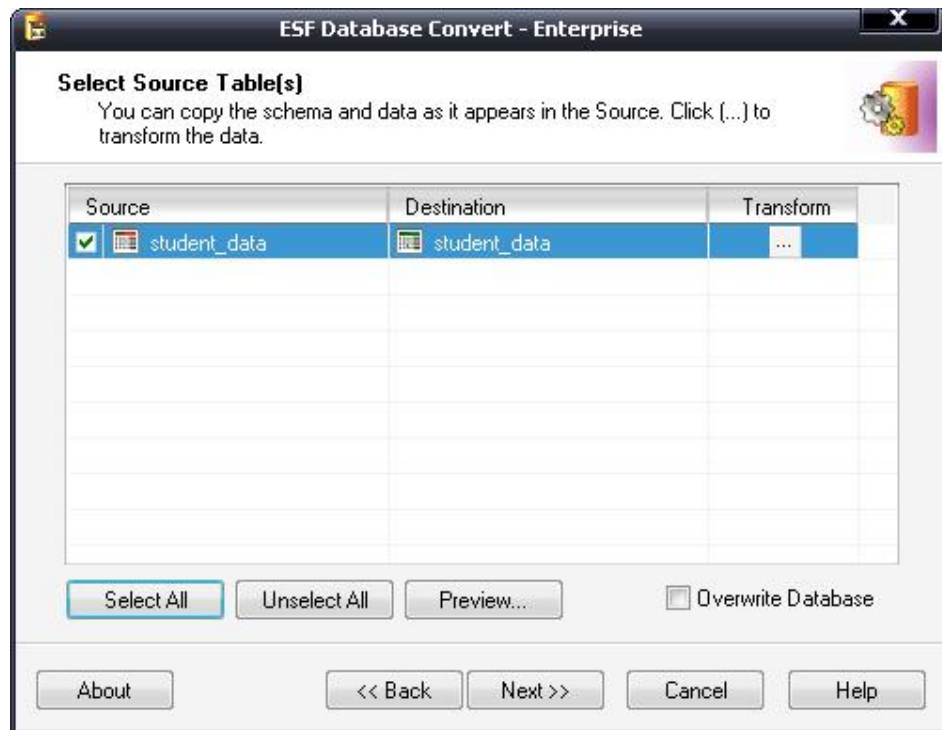 ESF Database Convert - Enterprise
X
Select Source Table(s)
You can copy the schema and data as it appears in the Source. Click (...) to
transform the data.
Source Destination Transform
student_data student_data ...
Select All Unselect All Preview... Overwrite Database
About << Back Next >> Cancel Help